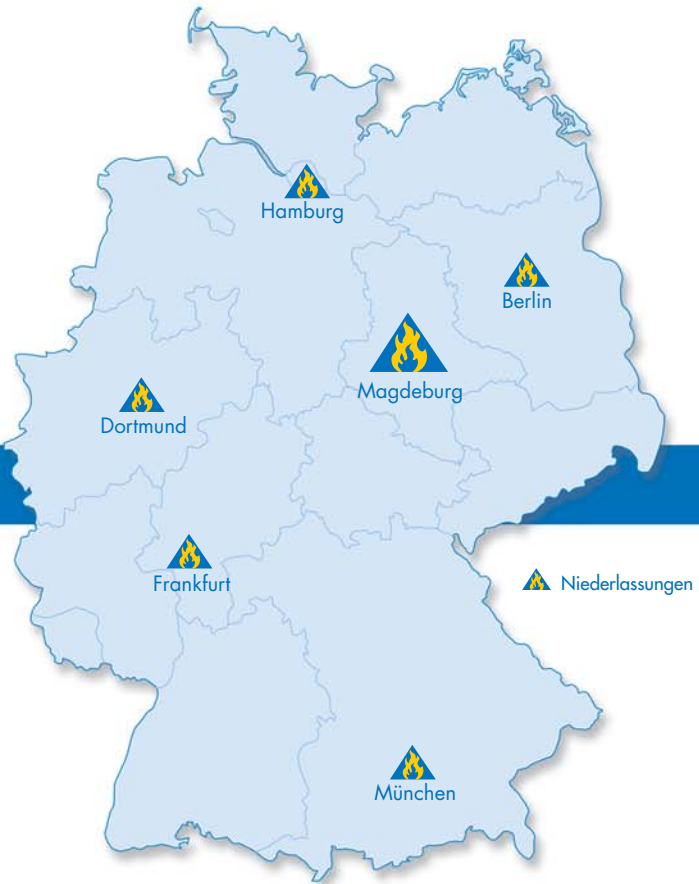 Hamburg
Berlin
Magdeburg
Dortmund
Frankfurt
Niederlassungen
München